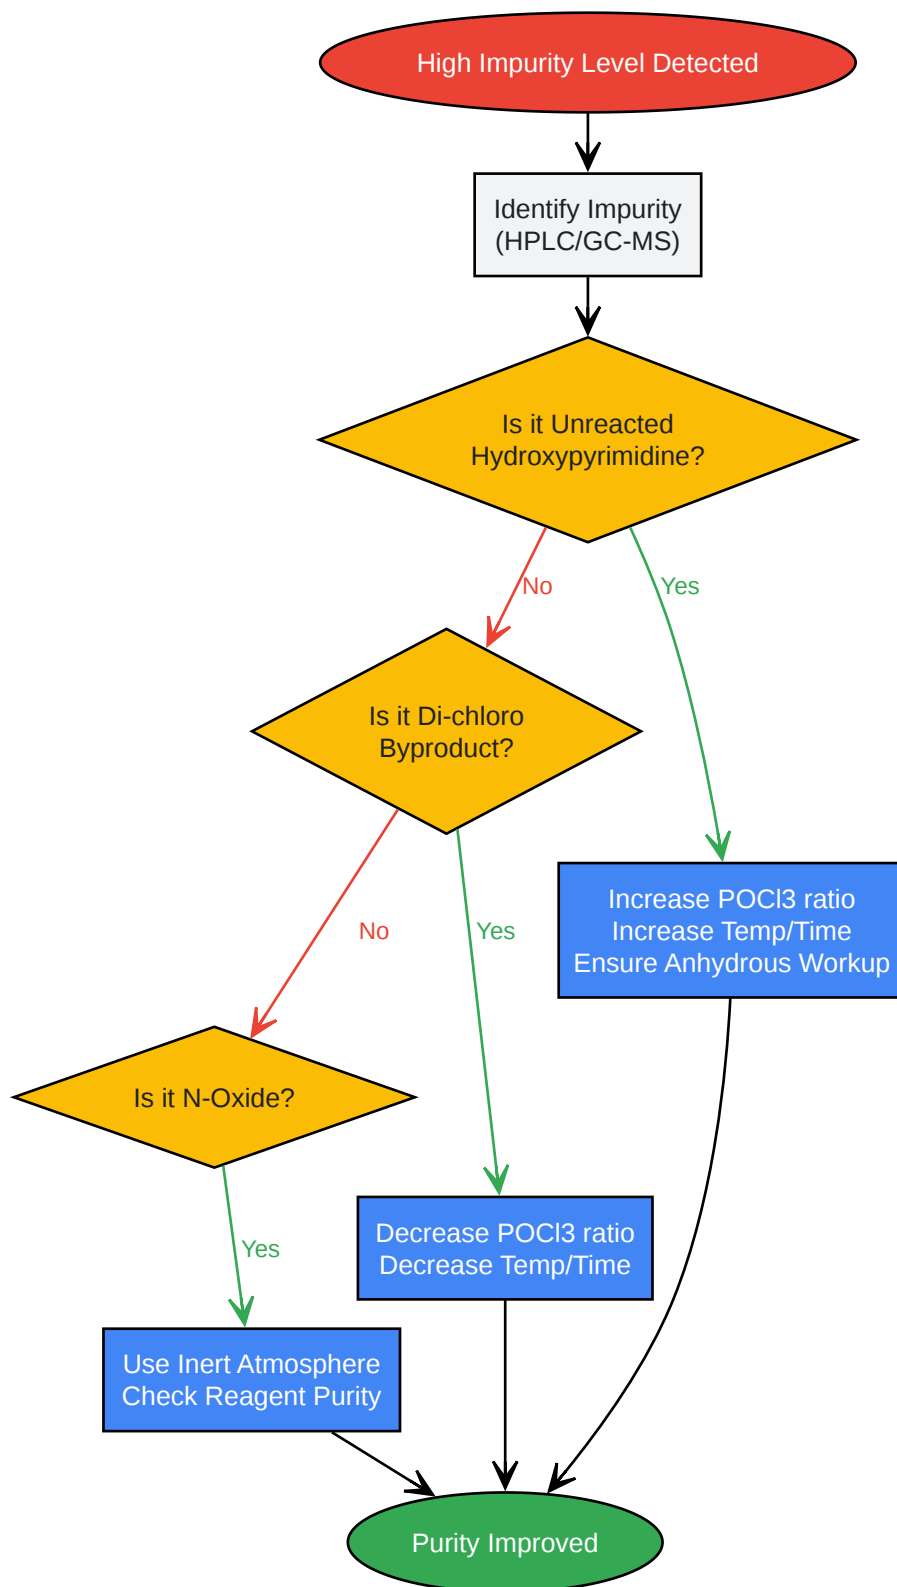 High Impurity Level Detected
Identify Impurity
(HPLC/GC-MS)
Is it Unreacted
Hydroxypyrimidine?
No
Yes
Is it Di-chloro
Byproduct?
Increase POCl3 ratio
Increase Temp/Time
Ensure Anhydrous Workup
No
Yes
Is it N-Oxide?
Decrease POCl3 ratio
Decrease Temp/Time
Yes
Use Inert Atmosphere
Check Reagent Purity
Purity Improved